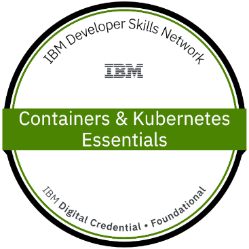 IBM Developer Skills Network
IBM
Containers & Kubernetes
Essentials
IBM Digital Credential • Foundational